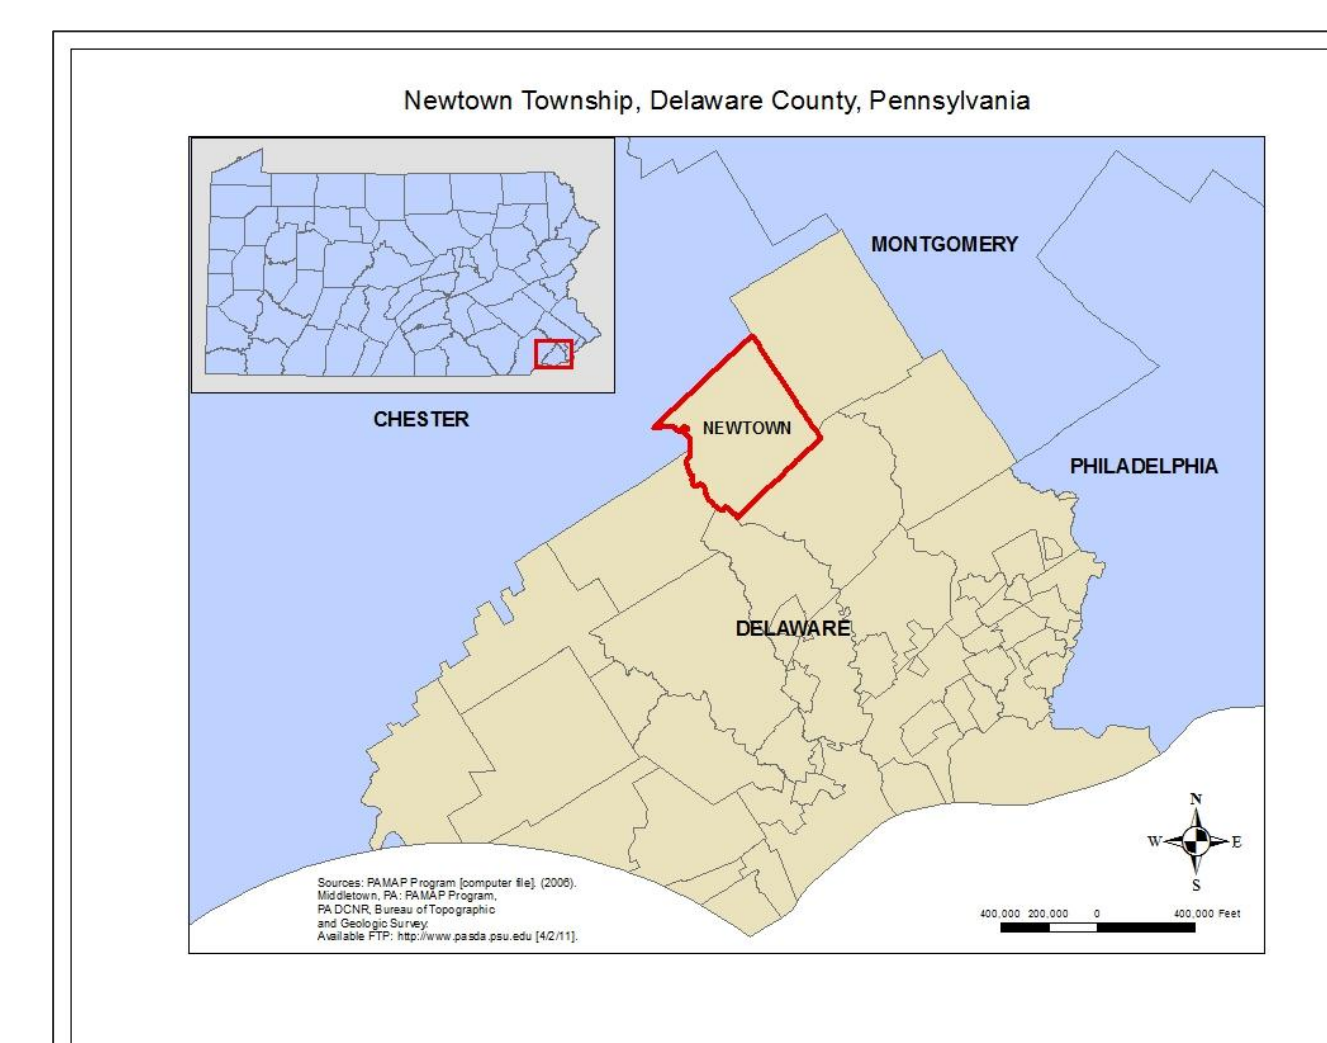 Newtown Township, Delaware County, Pennsylvania
MONTGOMERY
CHESTER
NEWTOWN
PHILADELPHIA
DELAWARE
N
W E
S
Sources: PAMAP Program [computer file]. (2006).
Middletown, PA: PAMAP Program,
PA DCNR, Bureau of Topographic
and Geologic Survey.
Available FTP: http://www.pasda.psu.edu [4/2/11].
400,000 200,000 0 400,000 Feet